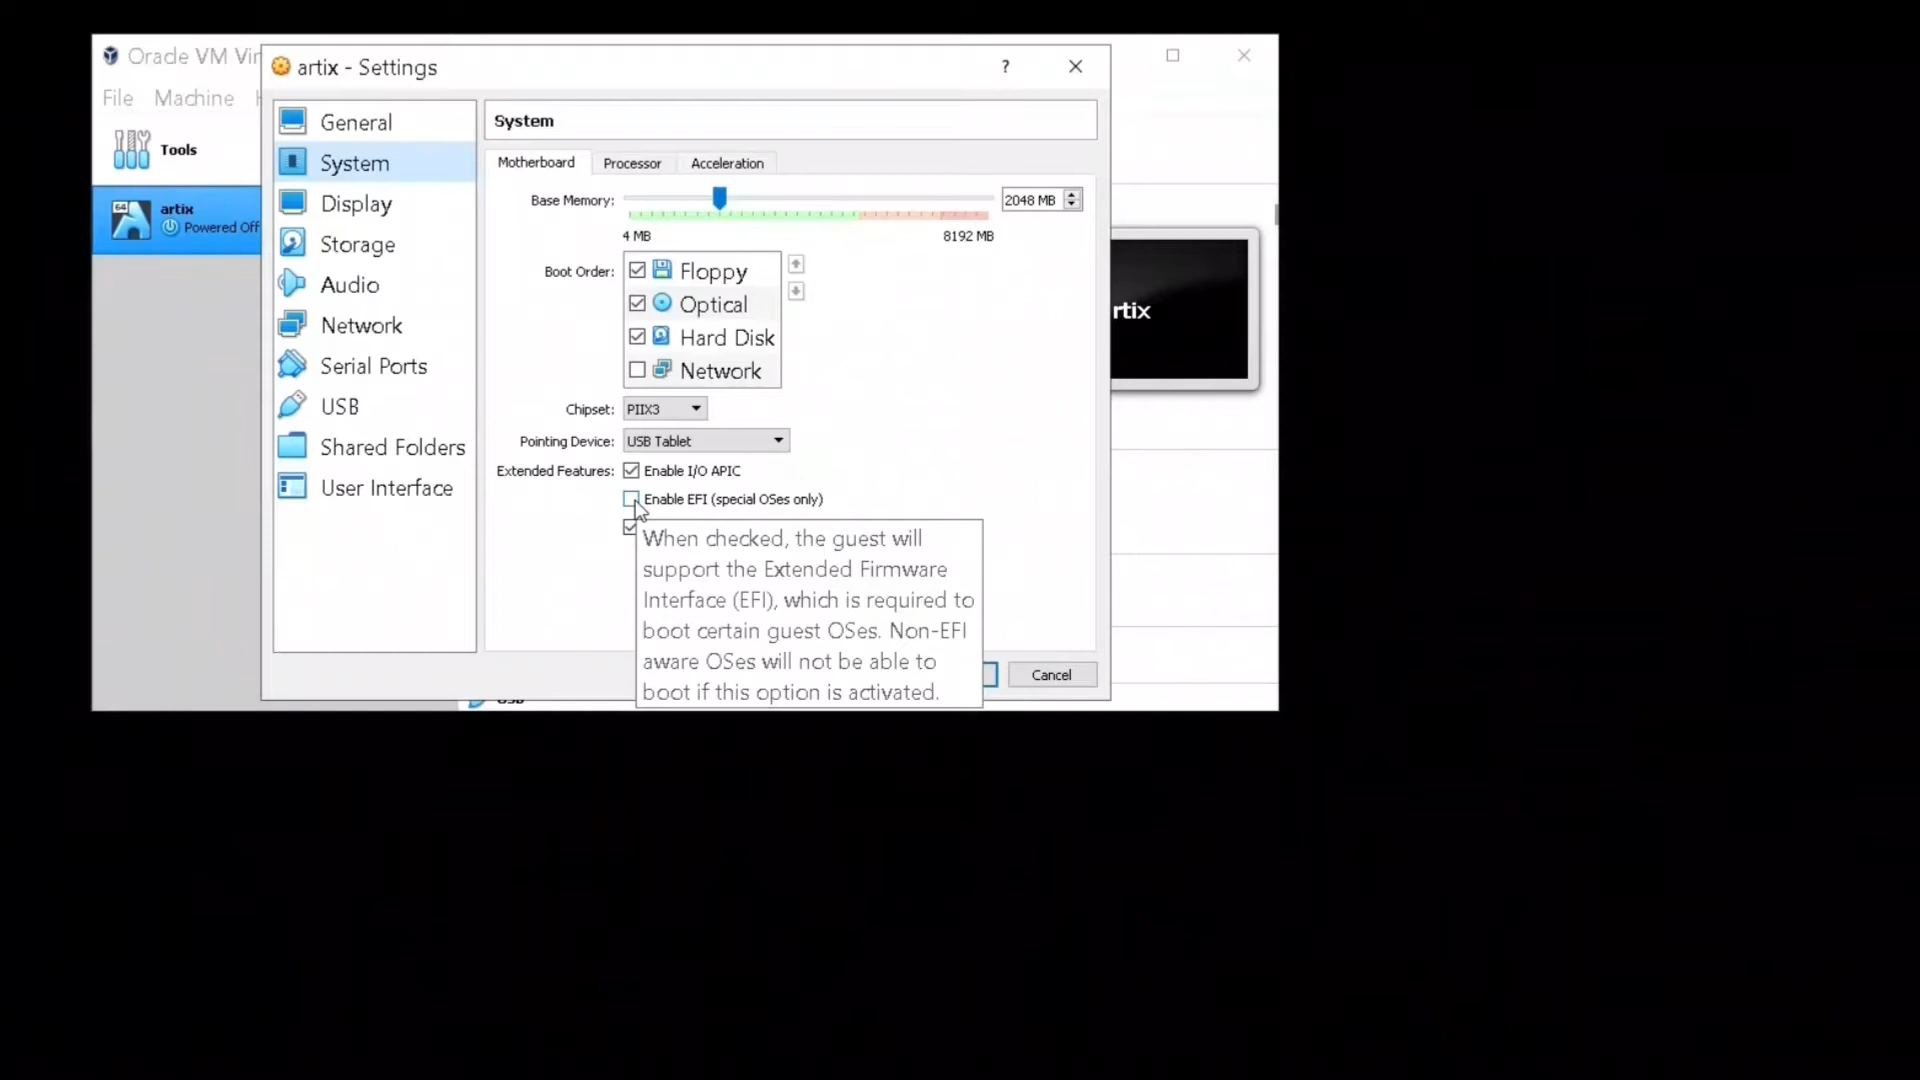 Oracle VM Vir
artix - Settings
?
File Machine
General
System
Tools
System
Motherboard Processor Acceleration
64
artix
Powered Off
Display
Base Memory:
2048 MB
4 MB 8192 MB
Storage
Boot Order:
Floppy
Audio
Optical
rtix
Network
Hard Disk
Serial Ports
Network
USB
Chipset: PIIX3
Shared Folders
Pointing Device: USB Tablet
User Interface
Extended Features: Enable I/O APIC
Enable EFI (special OSes only)
When checked, the guest will
support the Extended Firmware
Interface (EFI), which is required to
boot certain guest OSes. Non-EFI
aware OSes will not be able to
boot if this option is activated.
Cancel